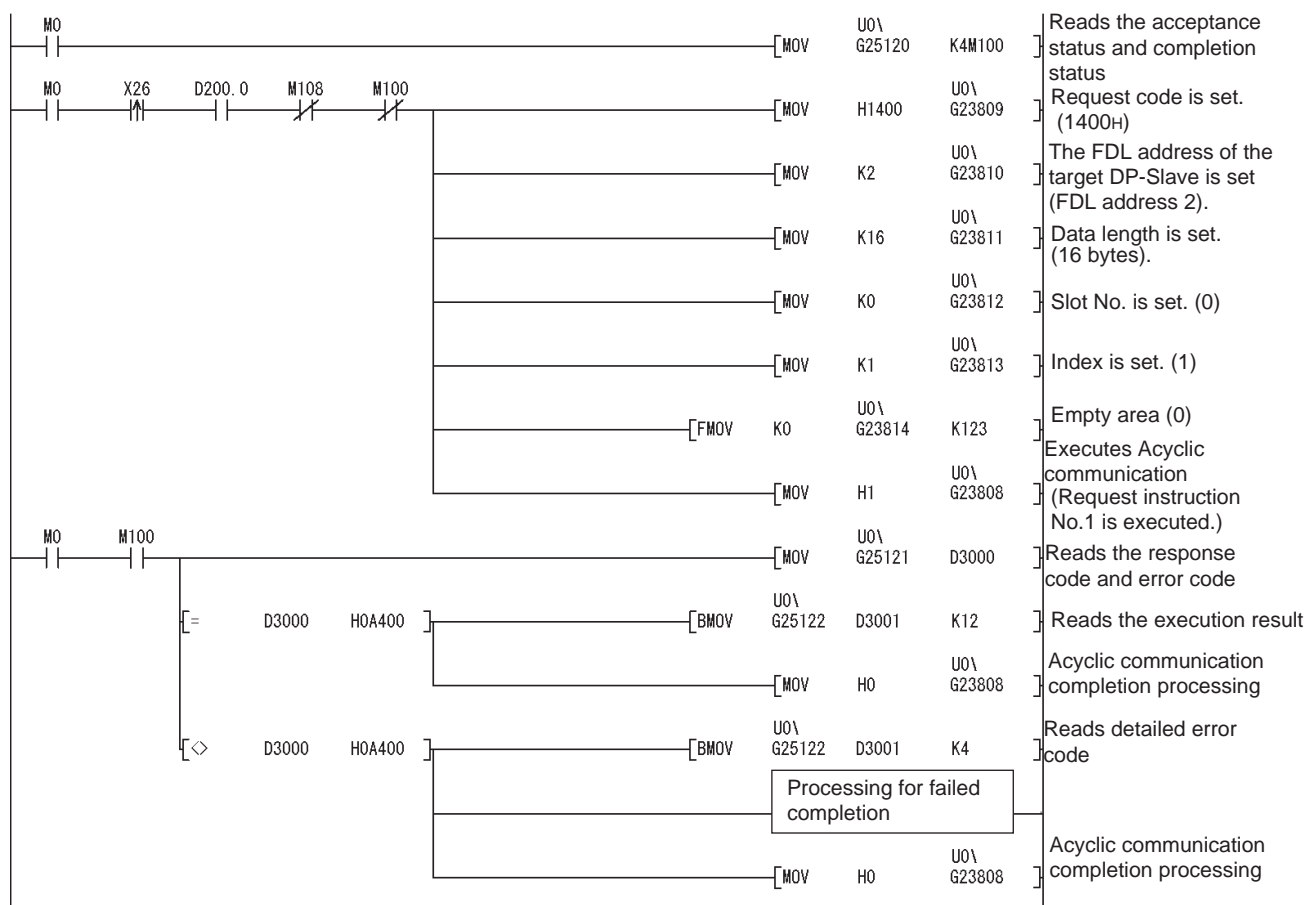 M0
U0\
[MOV G25120 K4M100 ]
Reads the acceptance
status and completion
status
M0 X26 D200.0 M108 M100
U0\
[MOV H1400 G23809 ]
Request code is set.
(1400H)
U0\
[MOV K2 G23810 ]
The FDL address of the
target DP-Slave is set
(FDL address 2).
U0\
[MOV K16 G23811 ]
Data length is set.
(16 bytes).
U0\
[MOV K0 G23812 ]
Slot No. is set. (0)
U0\
[MOV K1 G23813 ]
Index is set. (1)
U0\
[FMOV K0 G23814 K123 ]
Empty area (0)
U0\
[MOV H1 G23808 ]
Executes Acyclic
communication
(Request instruction
No.1 is executed.)
M0 M100
U0\
[MOV G25121 D3000 ]
Reads the response
code and error code
[= D3000 H0A400 ]
U0\
[BMOV G25122 D3001 K12 ]
Reads the execution result
U0\
[MOV H0 G23808 ]
Acyclic communication
completion processing
[<> D3000 H0A400 ]
U0\
[BMOV G25122 D3001 K4 ]
Reads detailed error
code
Processing for failed
completion
U0\
[MOV H0 G23808 ]
Acyclic communication
completion processing